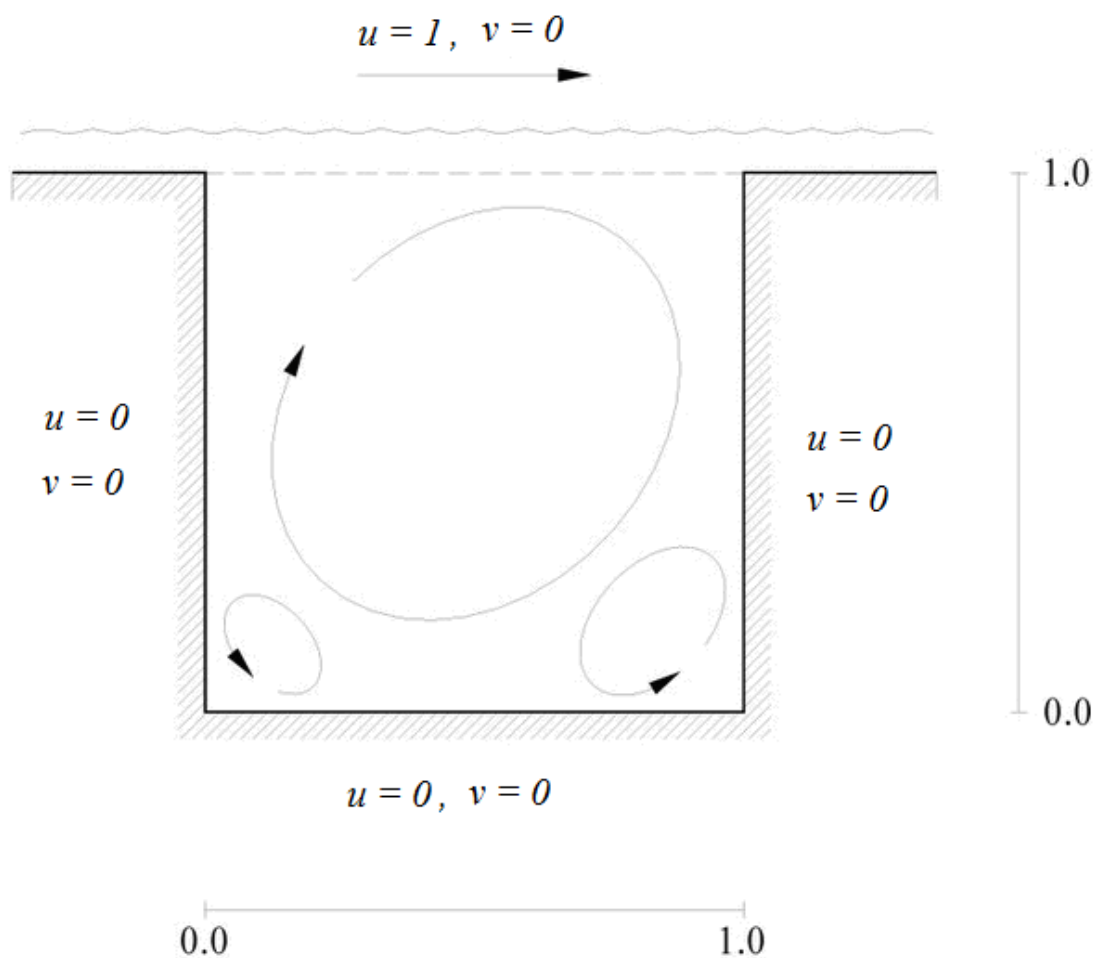 u = 1, v = 0
1.0
u = 0
v = 0
u = 0
v = 0
0.0
u = 0, v = 0
0.0
1.0